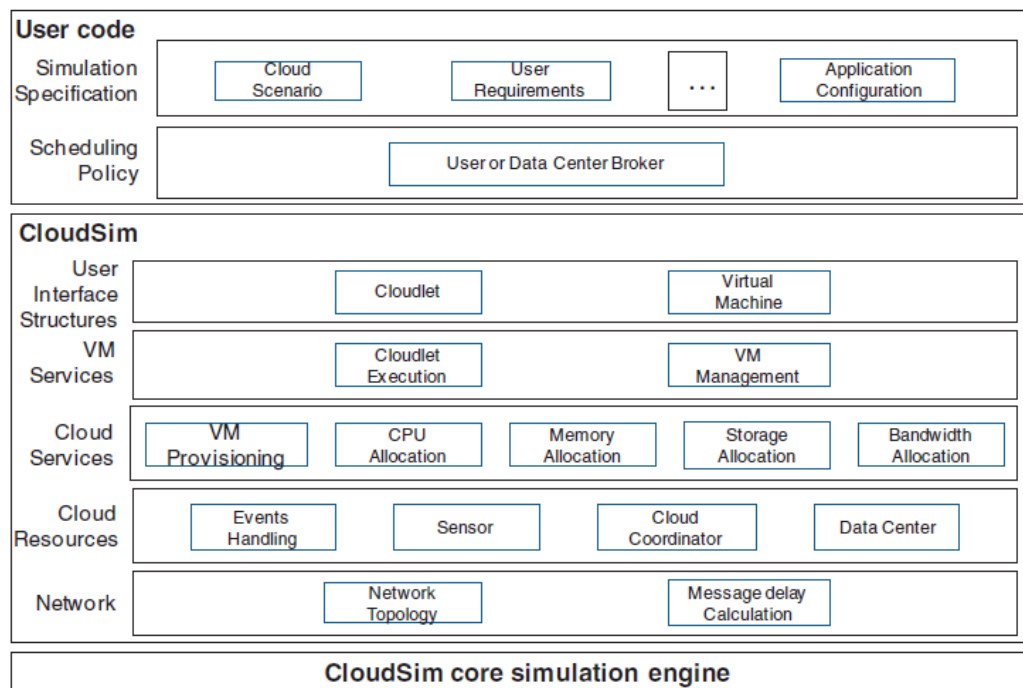 User code
Simulation
Specification
Cloud
Scenario
User
Requirements
...
Application
Configuration
Scheduling
Policy
User or Data Center Broker
CloudSim
User
Interface
Structures
Cloudlet
Virtual
Machine
VM
Services
Cloudlet
Execution
VM
Management
Cloud
Services
VM
Provisioning
CPU
Allocation
Memory
Allocation
Storage
Allocation
Bandwidth
Allocation
Cloud
Resources
Events
Handling
Sensor
Cloud
Coordinator
Data Center
Network
Network
Topology
Message delay
Calculation
CloudSim core simulation engine